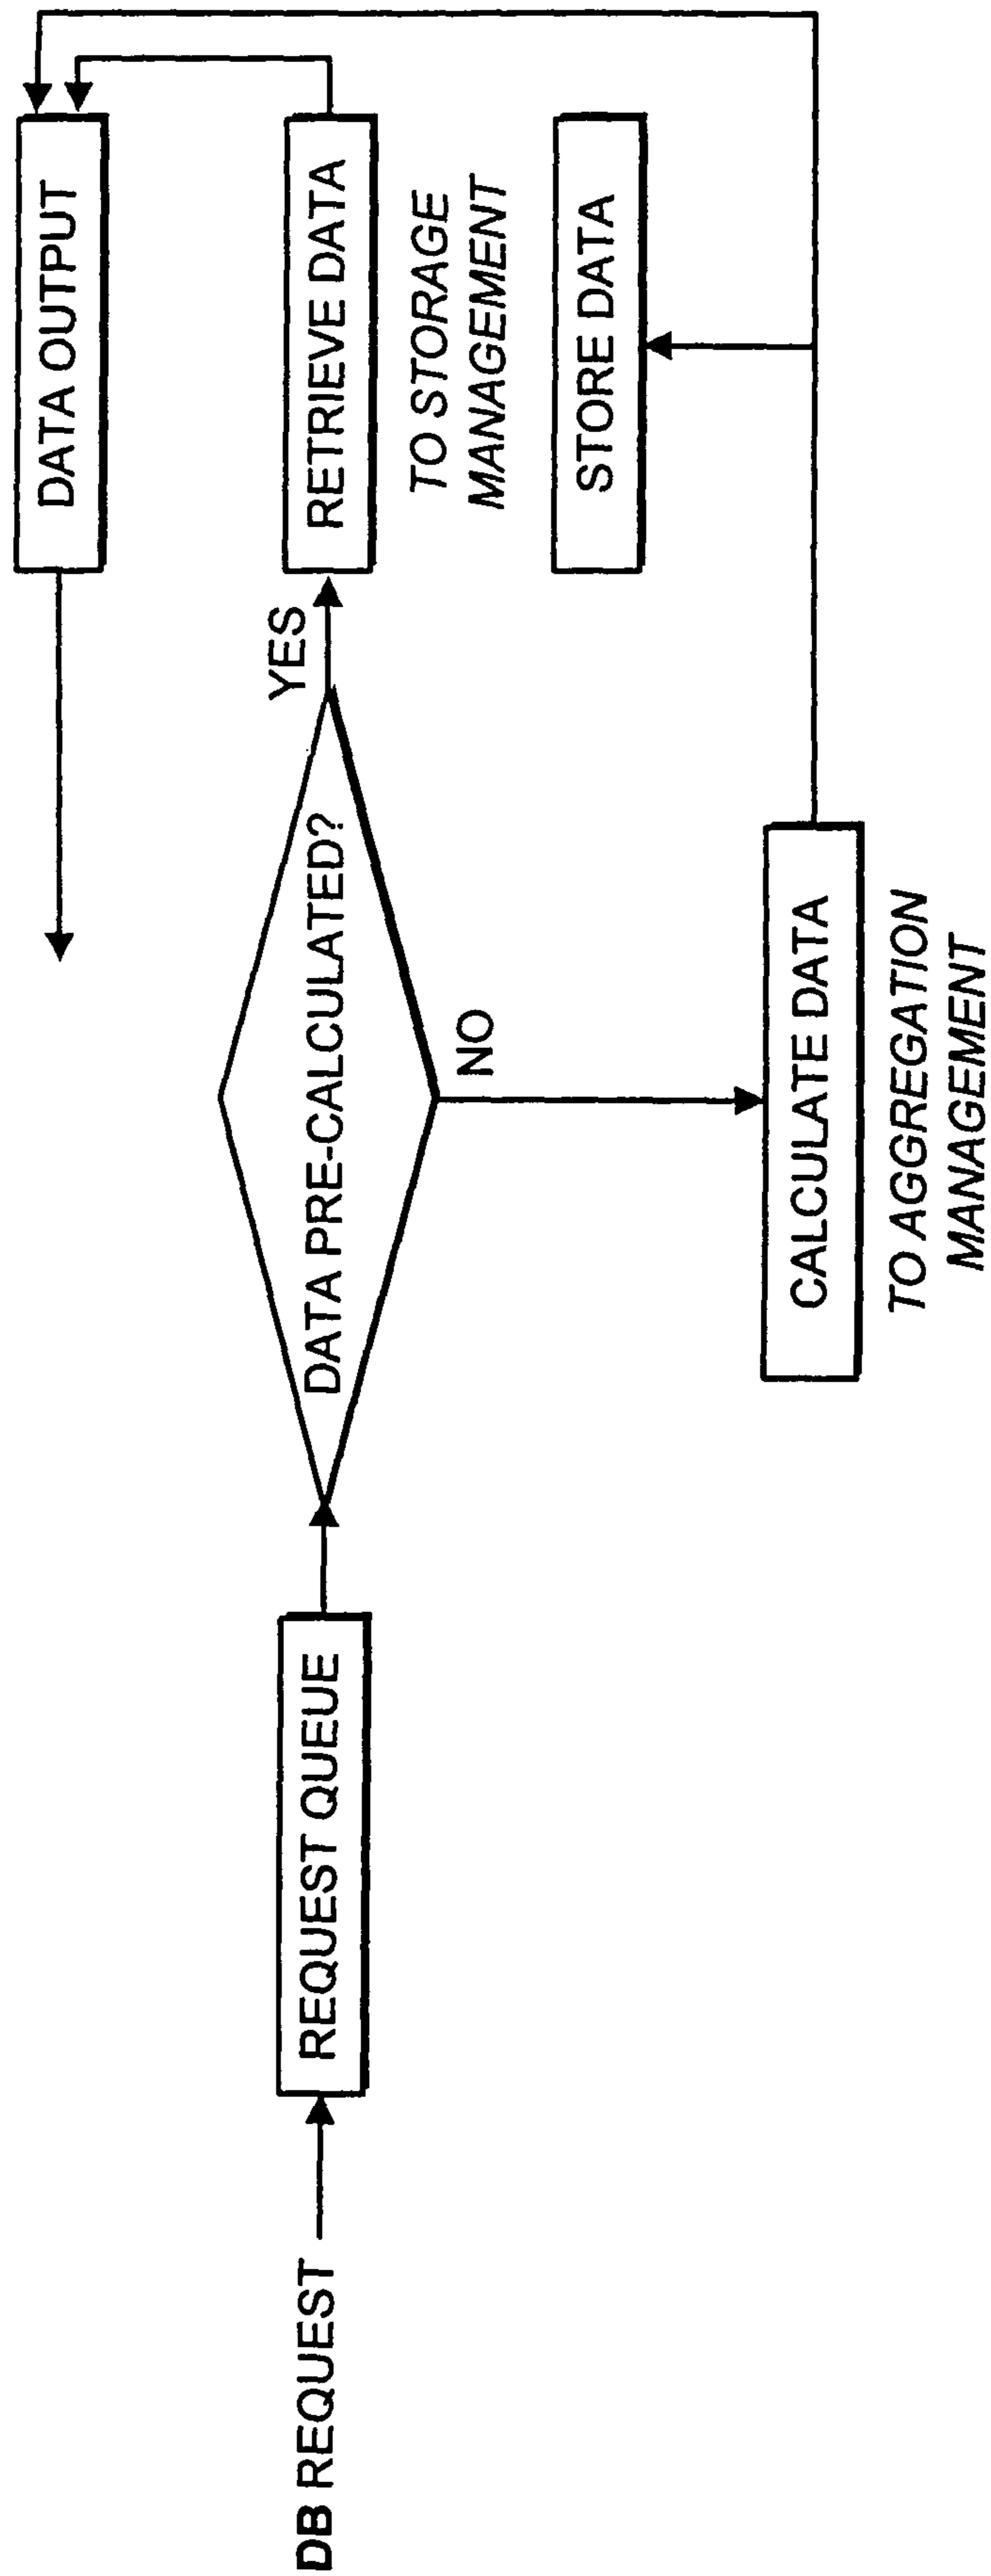 DB REQUEST
REQUEST QUEUE
DATA PRE-CALCULATED?
YES
NO
DATA OUTPUT
RETRIEVE DATA
TO STORAGE
MANAGEMENT
STORE DATA
CALCULATE DATA
TO AGGREGATION
MANAGEMENT